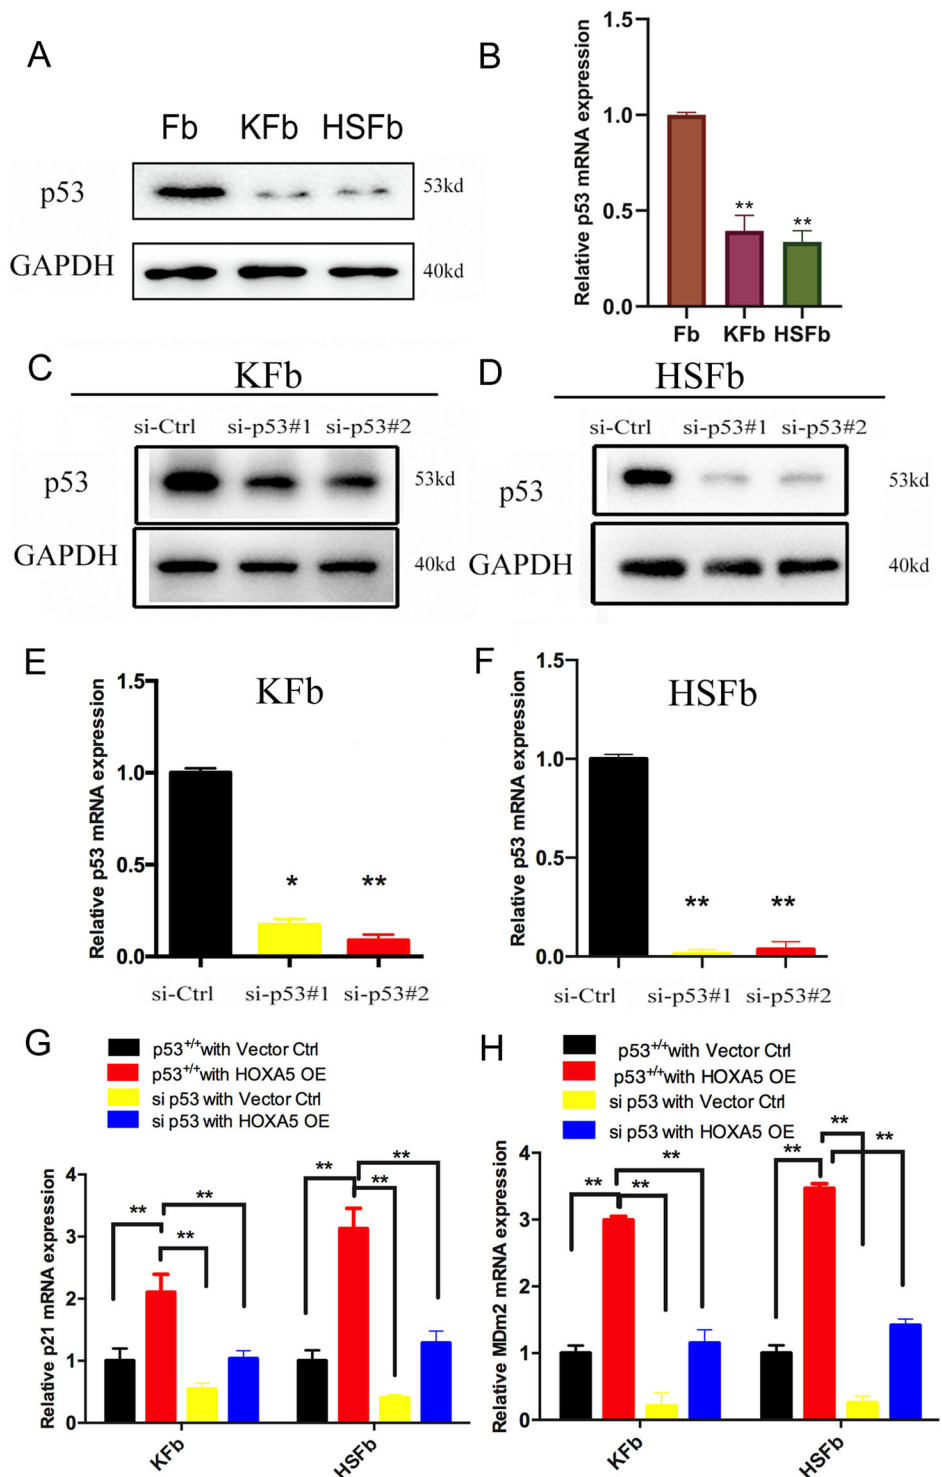 A
Fb KFb HSFb
p53 53kd
GAPDH 40kd
B
Relative p53 mRNA expression
1.5
1.0
0.5
0.0
** **
Fb KFb HSFb
C KFb
si-Ctrl si-p53#1 si-p53#2
p53 53kd
GAPDH 40kd
D HSFb
si-Ctrl si-p53#1 si-p53#2
p53 53kd
GAPDH 40kd
E
KFb
Relative p53 mRNA expression
1.5
1.0
0.5
0.0
* **
si-Ctrl si-p53#1 si-p53#2
F
HSFb
Relative p53 mRNA expression
1.5
1.0
0.5
0.0
** **
si-Ctrl si-p53#1 si-p53#2
G
p53+/+with Vector Ctrl
p53+/+with HOXA5 OE
si p53 with Vector Ctrl
si p53 with HOXA5 OE
Relative p21 mRNA expression
4
3
2
1
0
** ** **
** ** **
KFb HSFb
H
p53+/+with Vector Ctrl
p53+/+with HOXA5 OE
si p53 with Vector Ctrl
si p53 with HOXA5 OE
Relative MDm2 mRNA expression
4
3
2
1
0
** ** **
** ** **
KFb HSFb